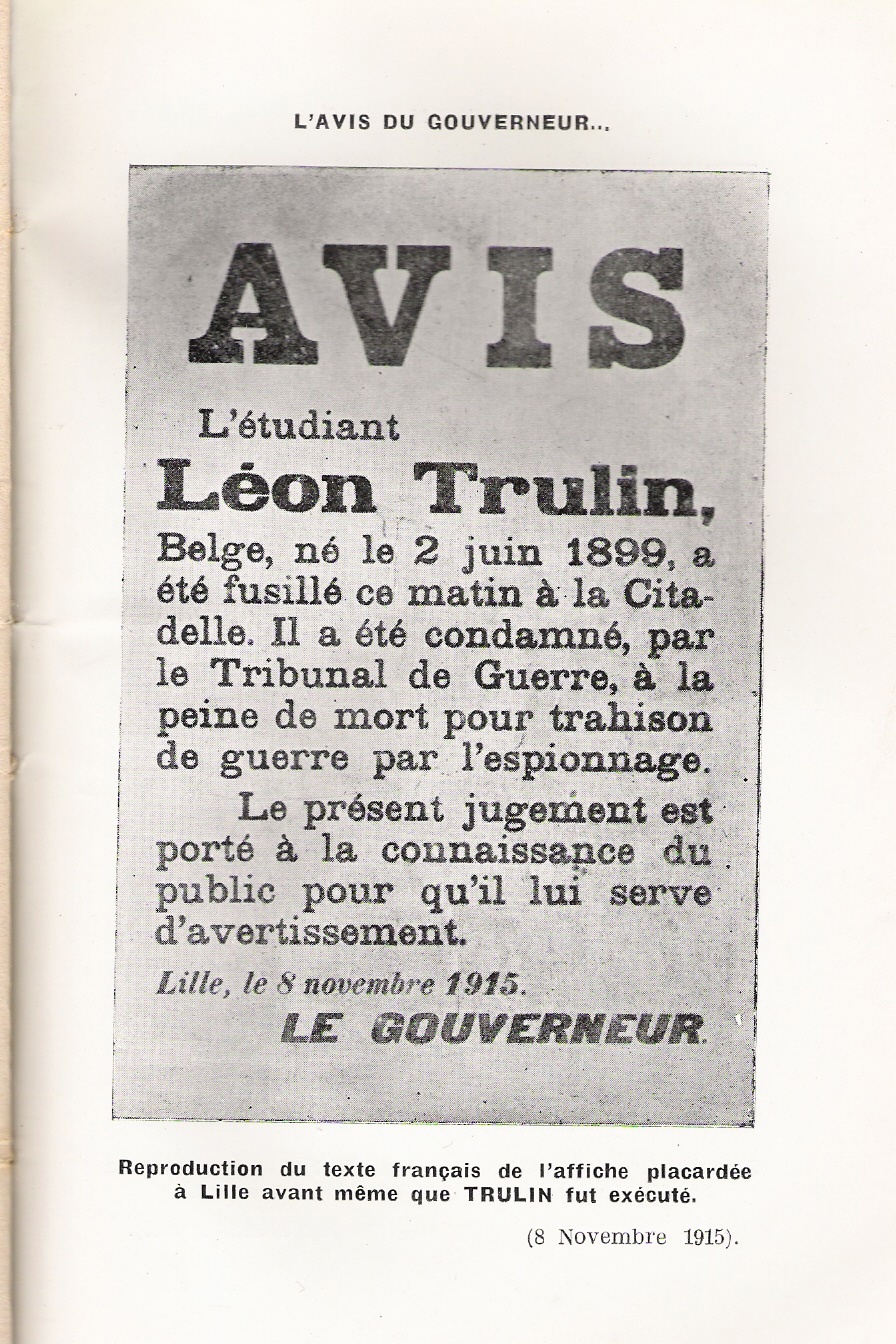 L'AVIS DU GOUVERNEUR...
AVIS
L'étudiant
Léon Trulin,
Belge, né le 2 juin 1899, a
été fusillé ce matin à la Cita-
delle. Il a été condamné, par
le Tribunal de Guerre, à la
peine de mort pour trahison
de guerre par l'espionnage.
Le présent jugement est
porté à la connaissance du
public pour qu'il lui serve
d'avertissement.
Lille, le 8 novembre 1915.
LE GOUVERNEUR.
Reproduction du texte français de l'affiche placardée
à Lille avant même que TRULIN fut exécuté.
(8 Novembre 1915).